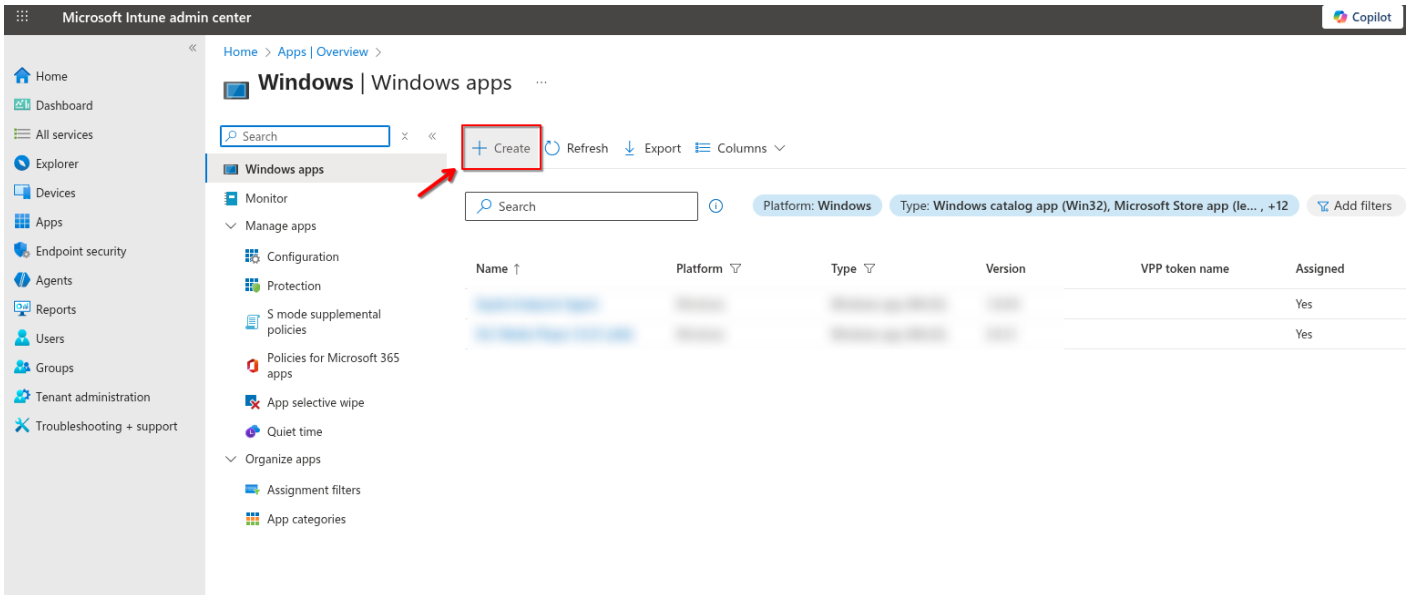 Microsoft Intune admin center
Copilot
Home > Apps | Overview >
Windows | Windows apps ...
Home
Dashboard
All services
Explorer
Devices
Apps
Endpoint security
Agents
Reports
Users
Groups
Tenant administration
Troubleshooting + support
Search
Windows apps
Monitor
Manage apps
Configuration
Protection
S mode supplemental
policies
Policies for Microsoft 365
apps
App selective wipe
Quiet time
Organize apps
Assignment filters
App categories
Create Refresh Export Columns
Search
Platform: Windows
Type: Windows catalog app (Win32), Microsoft Store app (le... , +12
Add filters
Name ↑ Platform Type Version VPP token name Assigned
Yes
Yes